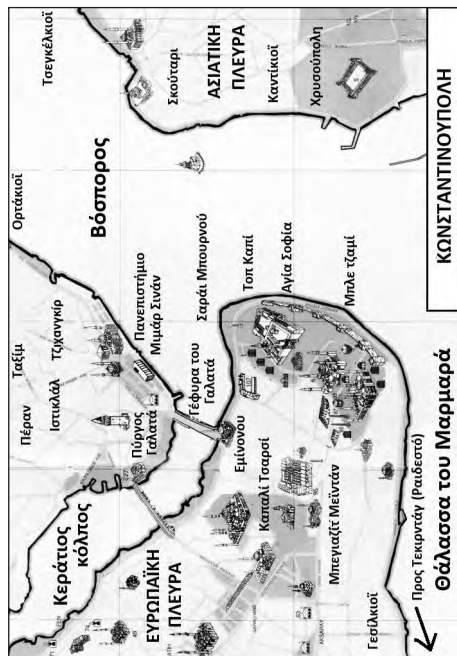 ΚΩΝΣΤΑΝΤΙΝΟΥΠΟΛΗ
Τσεγκέλκιοϊ
Σκούταρι
ΑΣΙΑΤΙΚΗ
ΠΛΕΥΡΑ
Καντίκιοϊ
Χρυσούπολη
Ορτάκιοϊ
Βόσπορος
Πέραν
Ταξίμ
Ιστικλάλ
Τζιχανγκίρ
Πανεπιστήμιο
Μιμάρ Σινάν
Πύργος
Γαλατά
Γέφυρα του
Γαλατά
Σαράι Μπουρνού
Τοπ Καπί
Αγία Σοφία
Μπλε τζαμί
Κεράτιος
κόλπος
ΕΥΡΩΠΑΪΚΗ
ΠΛΕΥΡΑ
Εμίνονου
Καπαλί Τσαρσί
Μπεγιαζίτ Μεϊντάν
Γεσίλκιοϊ
Προς Τεκιρντάγ (Ραιδεστό)
Θάλασσα του Μαρμαρά